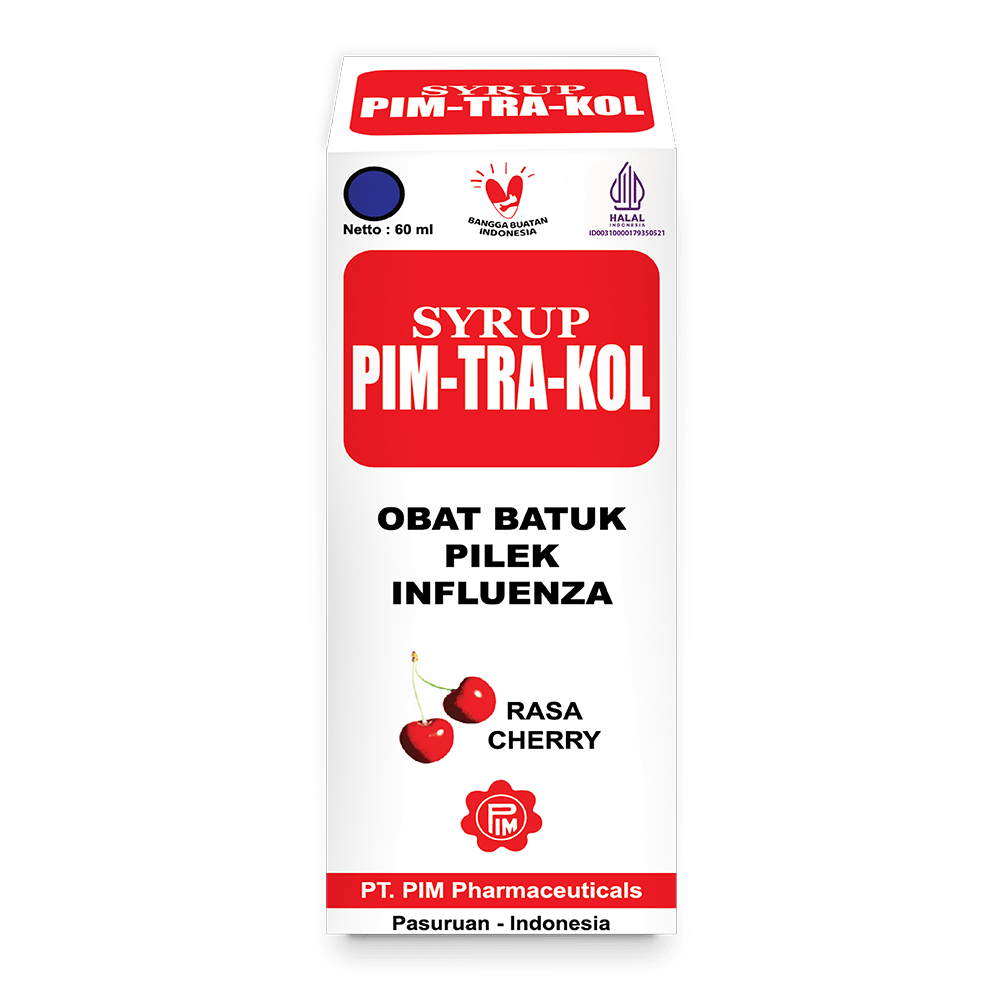 SYRUP
PIM-TRA-KOL
Netto : 60 ml
BANGGA BUATAN
INDONESIA
HALAL
INDONESIA
ID00310000179350521
SYRUP
PIM-TRA-KOL
OBAT BATUK
PILEK
INFLUENZA
RASA
CHERRY
PIM
PT. PIM Pharmaceuticals
Pasuruan - Indonesia